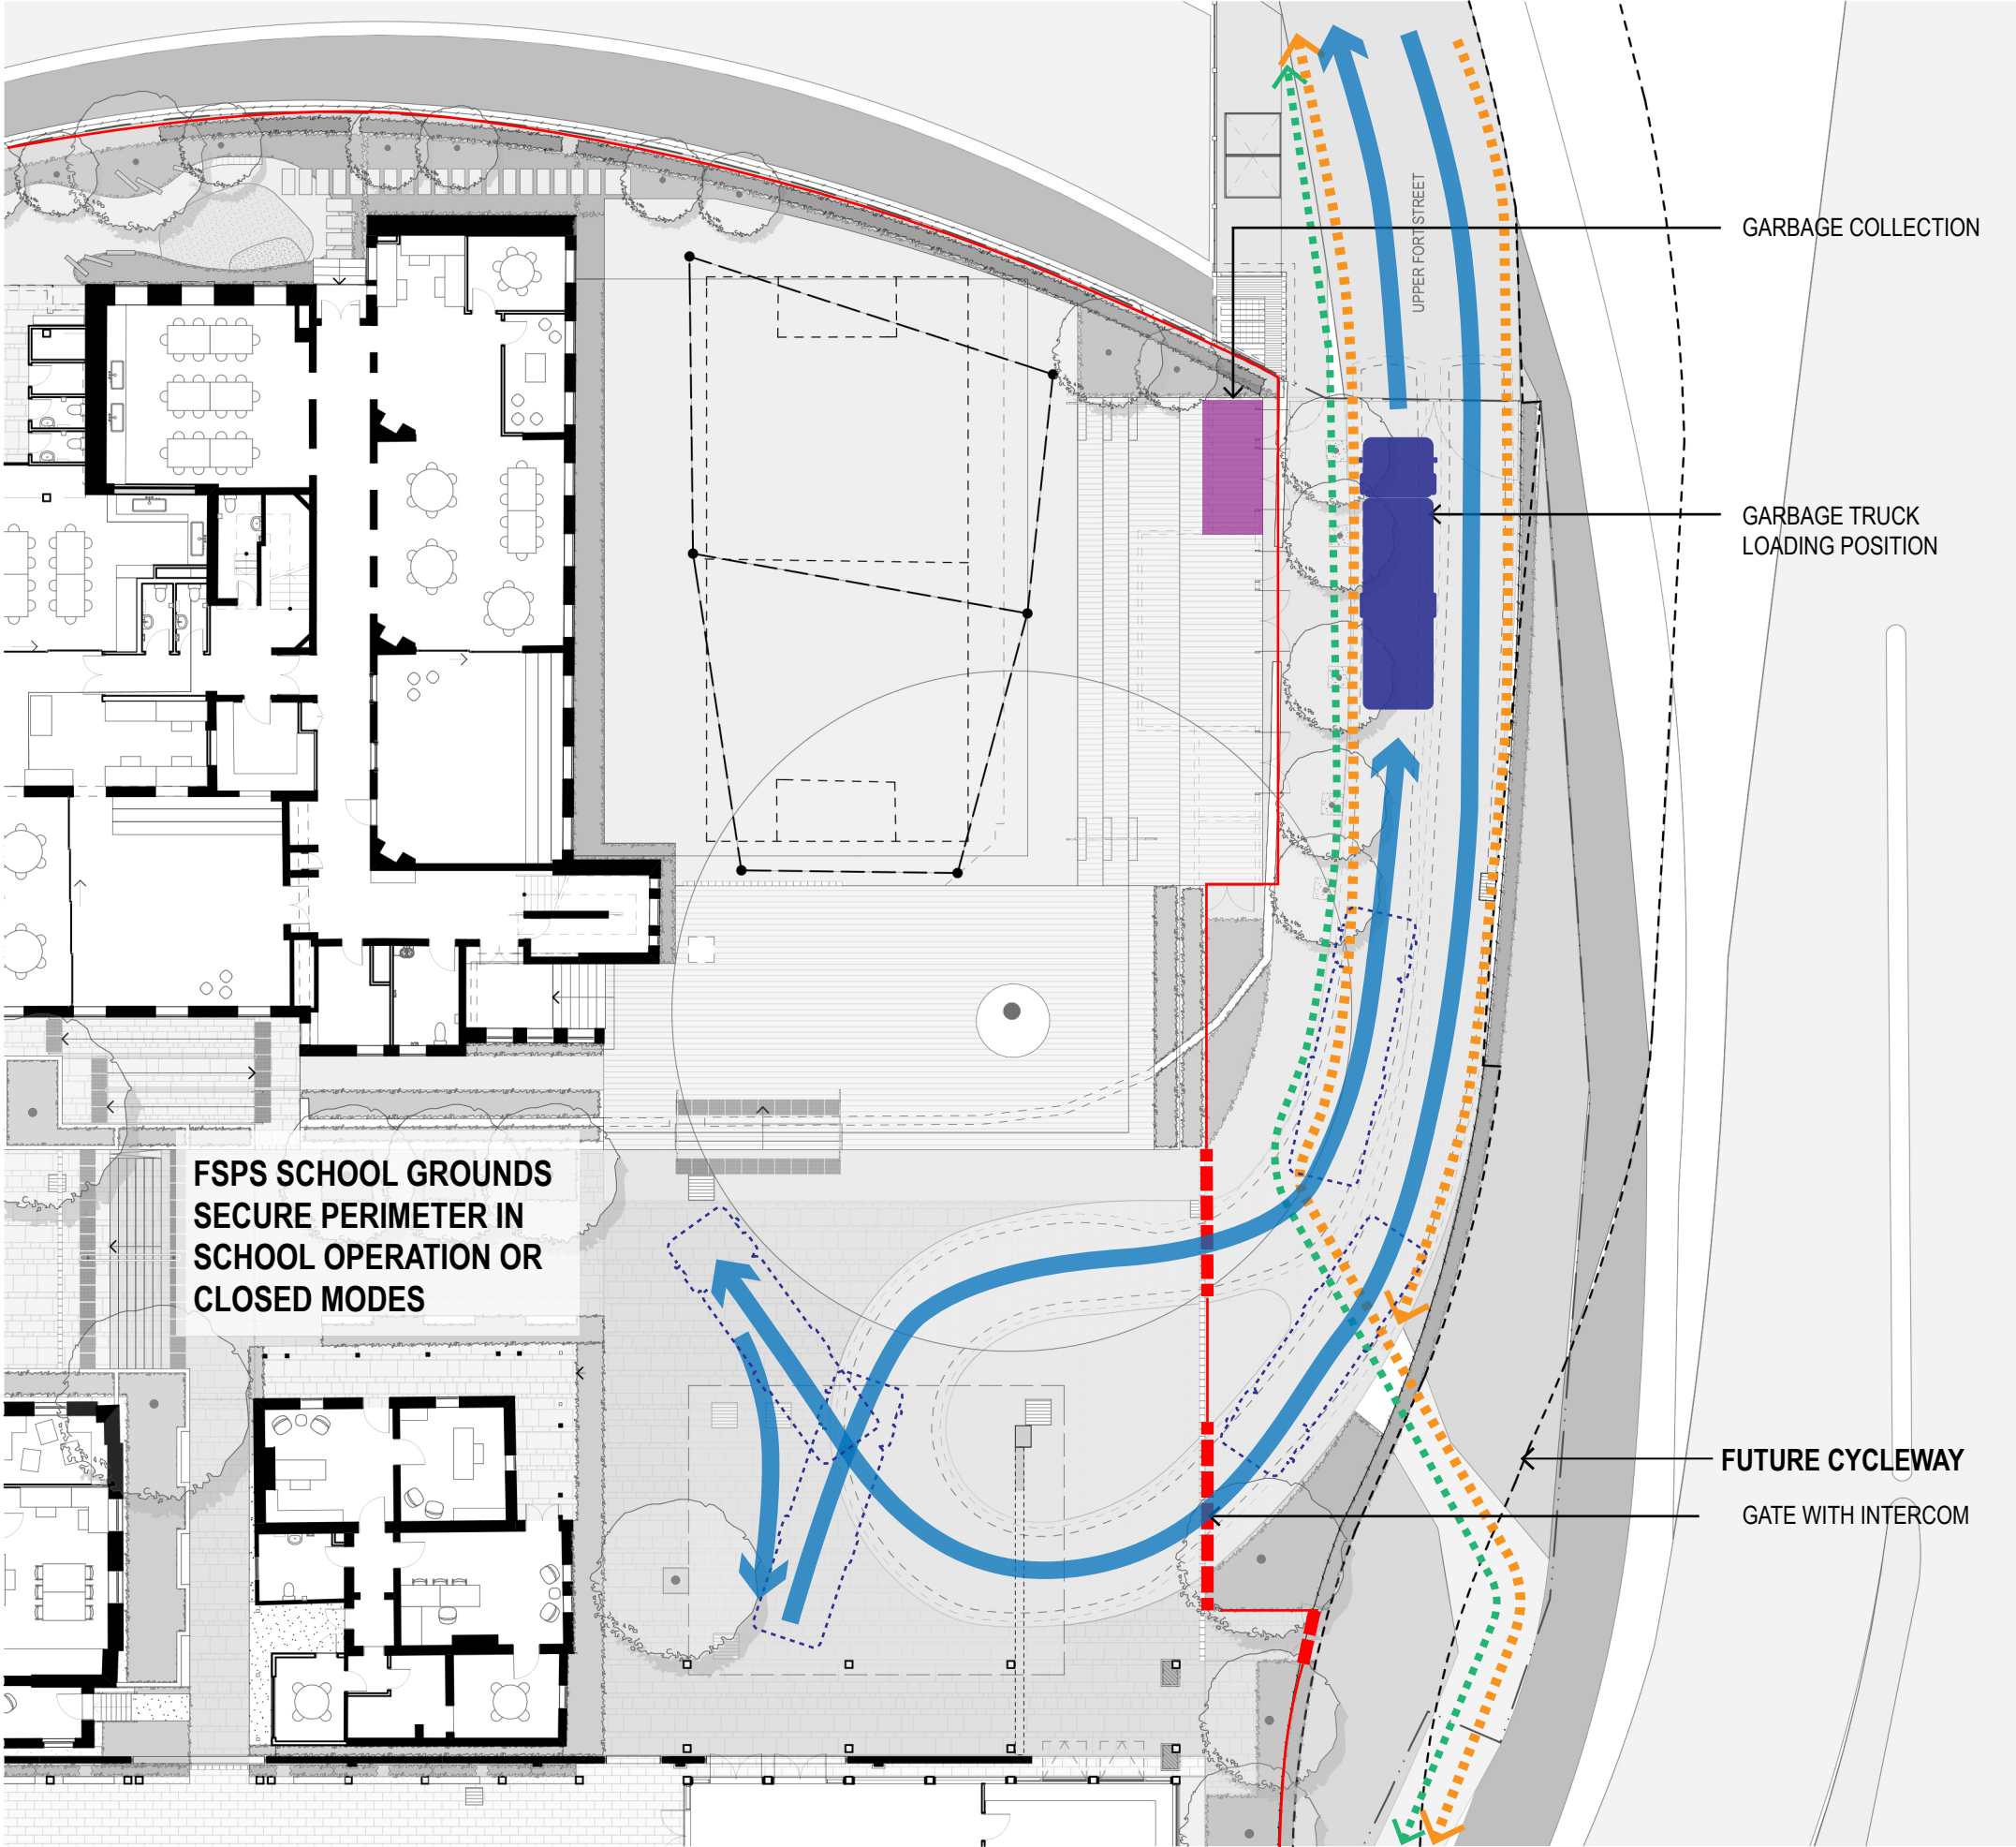 UPPER FORT STREET
GARBAGE COLLECTION
GARBAGE TRUCK
LOADING POSITION
FSPS SCHOOL GROUNDS
SECURE PERIMETER IN
SCHOOL OPERATION OR
CLOSED MODES
FUTURE CYCLEWAY
GATE WITH INTERCOM